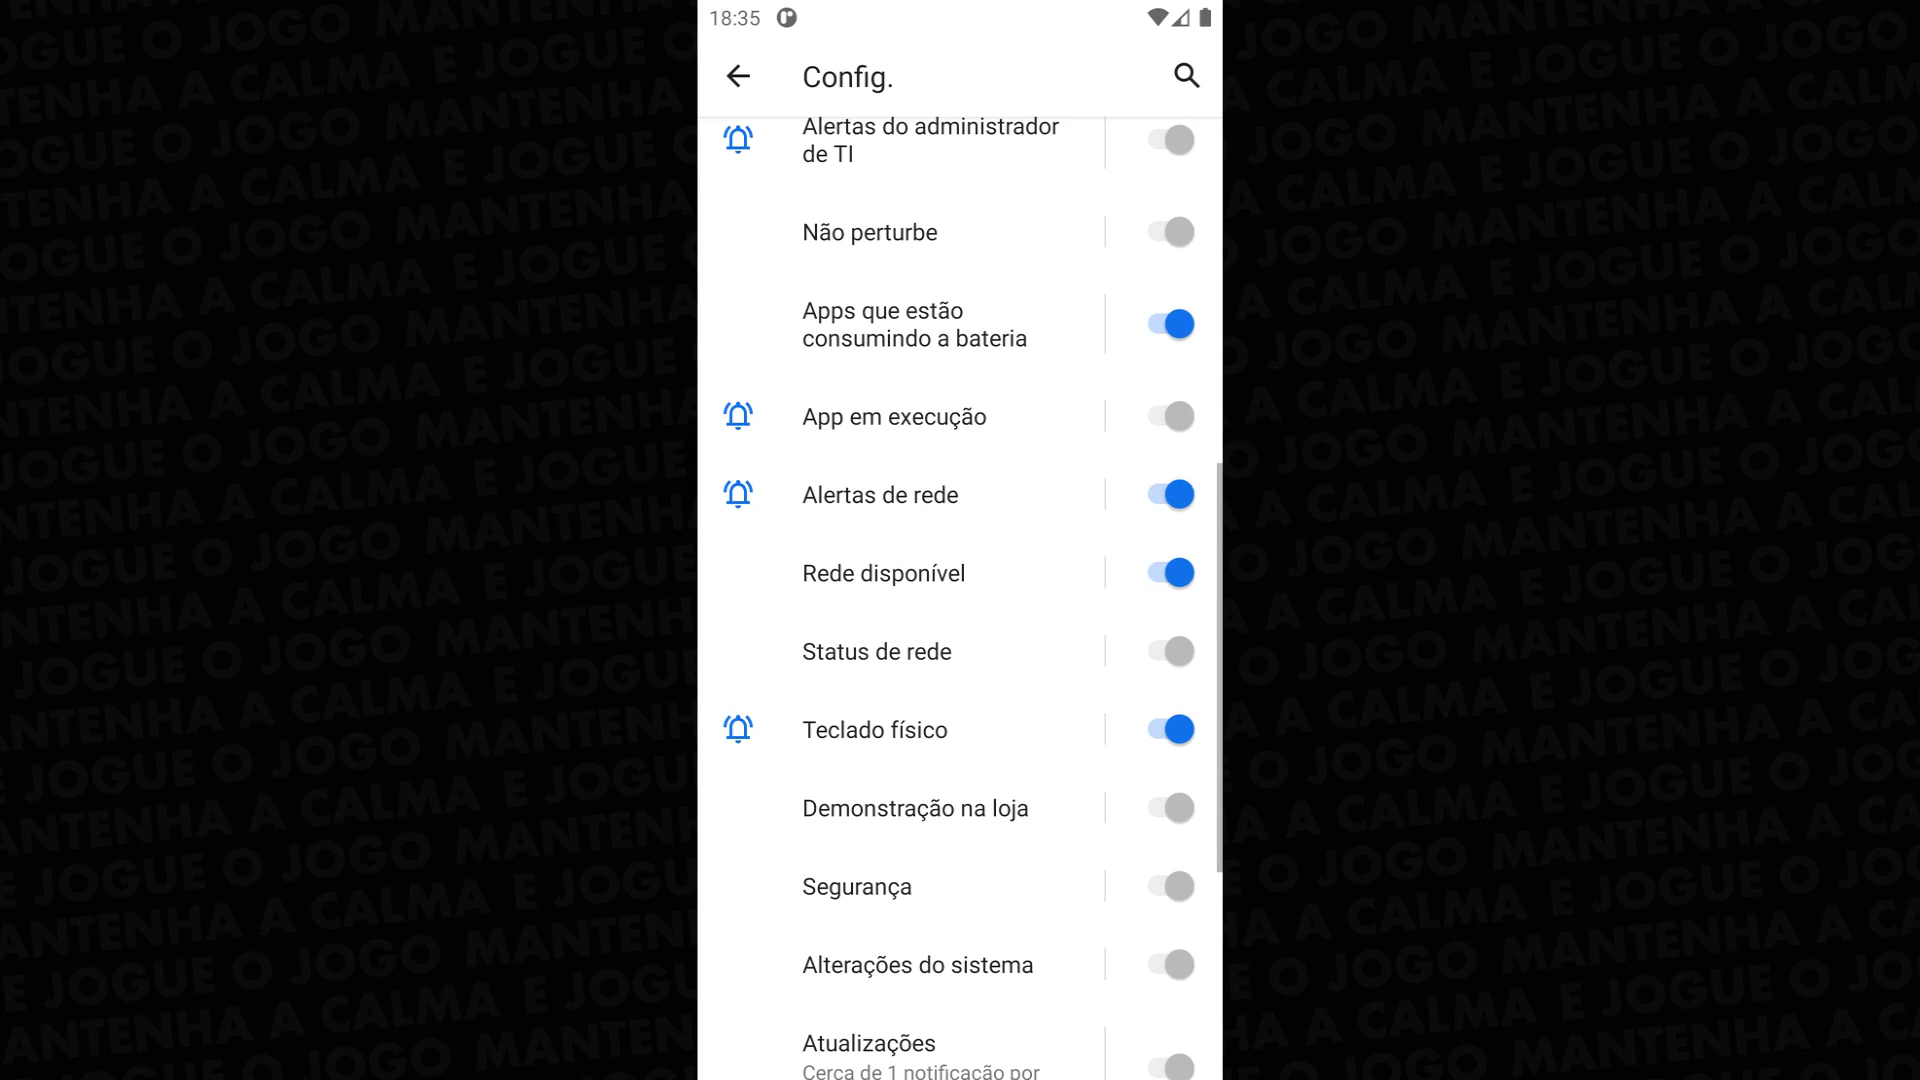 18:35
Config.
Alertas do administrador
de TI
Não perturbe
Apps que estão
consumindo a bateria
App em execução
Alertas de rede
Rede disponível
Status de rede
Teclado físico
Demonstração na loja
Segurança
Alterações do sistema
Atualizações
Cerca de 1 notificação por
MANTENHA A CALMA E JOGUE O JOGO